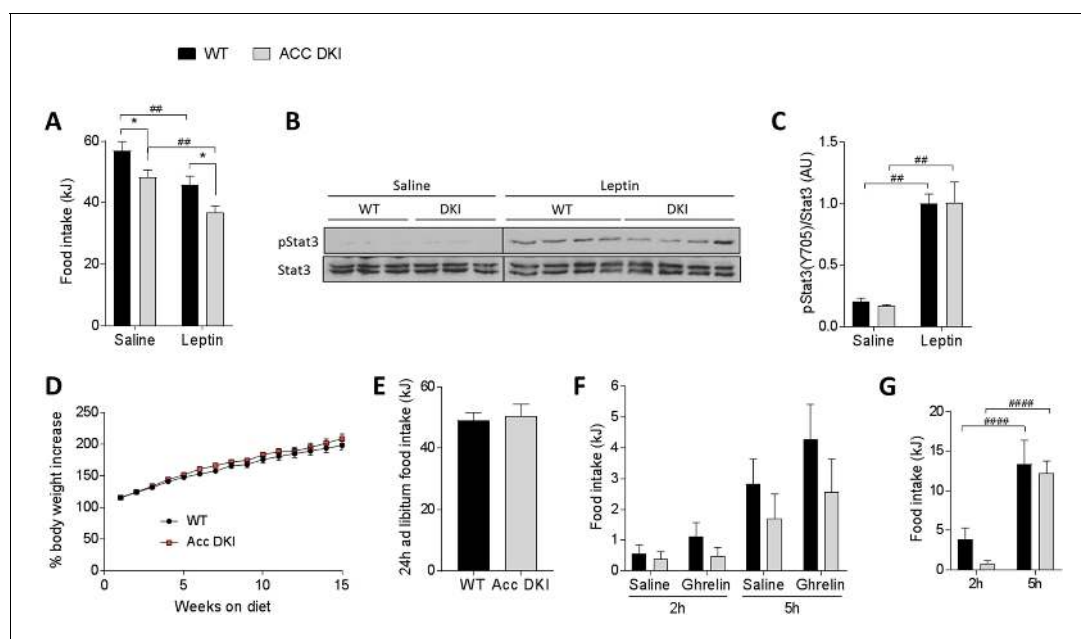 WT ACC DKI
A
Food intake (kJ)
60
40
20
0
## * ## *
Saline Leptin
B
Saline Leptin
WT DKI WT DKI
pStat3
Stat3
C
pStat3(Y705)/Stat3 (AU)
1.5
1.0
0.5
0.0
## ##
Saline Leptin
D
% body weight increase
250
200
150
100
50
0
WT
Acc DKI
0 5 10 15
Weeks on diet
E
24h ad libitum food intake (kJ)
60
40
20
0
WT Acc DKI
F
Food intake (kJ)
6
5
4
3
2
1
0
Saline Ghrelin Saline Ghrelin
2h 5h
G
Food intake (kJ)
20
15
10
5
0
####
####
2h 5h